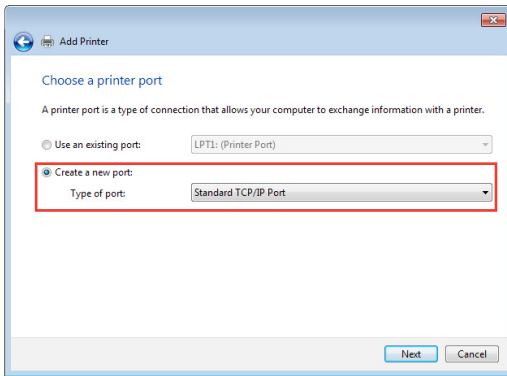 Add Printer
Choose a printer port
A printer port is a type of connection that allows your computer to exchange information with a printer.
Use an existing port: LPT1: (Printer Port)
Create a new port:
Type of port: Standard TCP/IP Port
Next Cancel